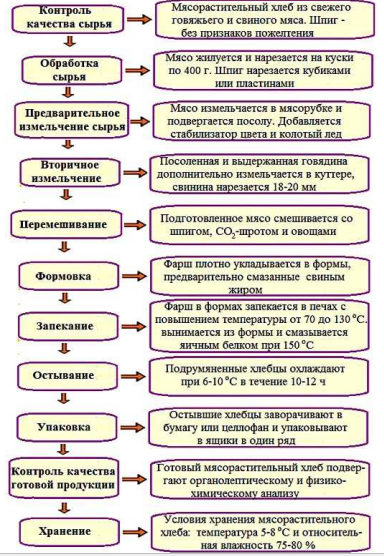 Контроль
качества сырья
Мясорастительный хлеб из свежего
говяжьего и свиного мяса. Шпиг -
без признаков пожелтения
Обработка
сырья
Мясо жилуется и нарезается на куски
по 400 г. Шпиг нарезается кубиками
или пластинами
Предварительное
измельчение сырья
Мясо измельчается в мясорубке и
подвергается посолу. Добавляется
стабилизатор цвета и колотый лед
Вторичное
измельчение
Посоленная и выдержанная говядина
дополнительно измельчается в куттере,
свинина нарезается 18-20 мм
Перемешивание
Подготовленное мясо смешивается со
шпигом, CO₂-шротом и овощами
Формовка
Фарш плотно укладывается в формы,
предварительно смазанные свиным
жиром
Запекание
Фарш в формах запекается в печах с
повышением температуры от 70 до 130 °С.
вынимается из формы и смазывается
яичным белком при 150 °С
Остывание
Подрумяненные хлебцы охлаждают
при 6-10 °С в течение 10-12 ч
Упаковка
Остывшие хлебцы заворачивают в
бумагу или целлофан и упаковывают
в ящики в один ряд
Контроль качества
готовой продукции
Готовый мясорастительный хлеб подвер-
гают органолептическому и физико-
химическому анализу
Хранение
Условия хранения мясорастительного
хлеба: температура 5-8 °С и относитель-
ная влажность 75-80 %